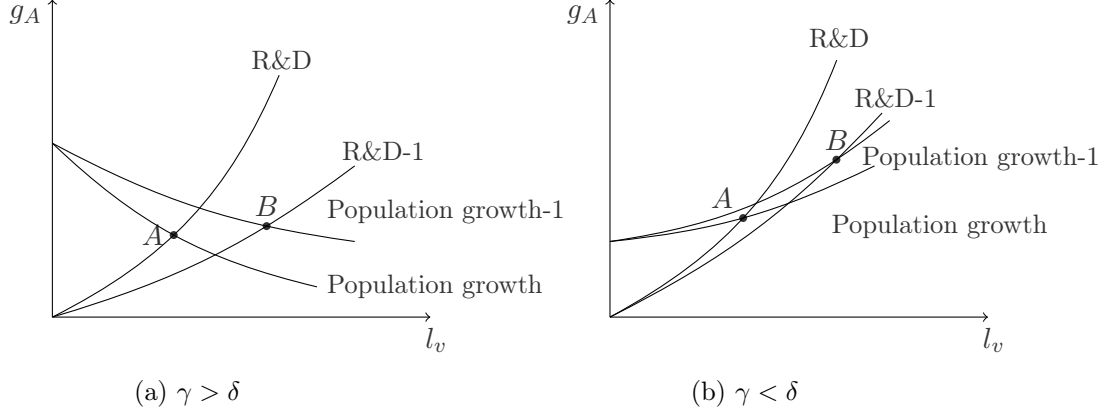 g_A
R&D
R&D-1
B
Population growth-1
A
Population growth
l_v
(a) γ > δ
g_A
R&D
R&D-1
B
Population growth-1
A
Population growth
l_v
(b) γ < δ